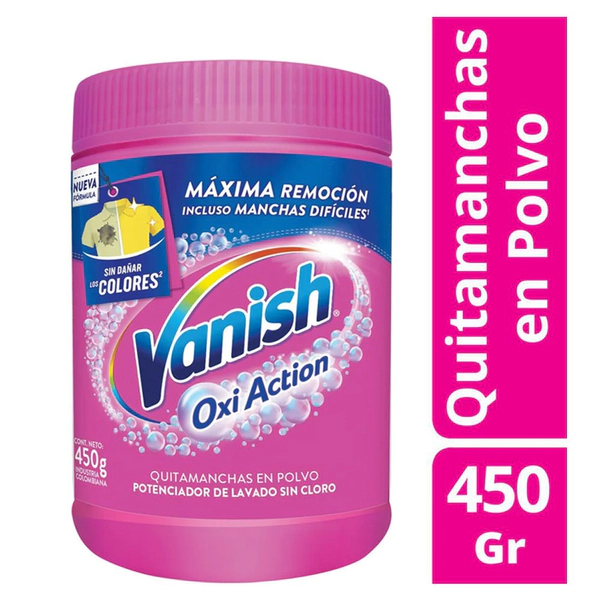 NUEVA
FÓRMULA
MÁXIMA REMOCIÓN
INCLUSO MANCHAS DIFÍCILES¹
SIN DAÑAR
LOS COLORES²
Vanish
Oxi Action
CONT. NETO:
450g
INDUSTRIA
COLOMBIANA
QUITAMANCHAS EN POLVO
POTENCIADOR DE LAVADO SIN CLORO
Quitamanchas
en Polvo
450
Gr